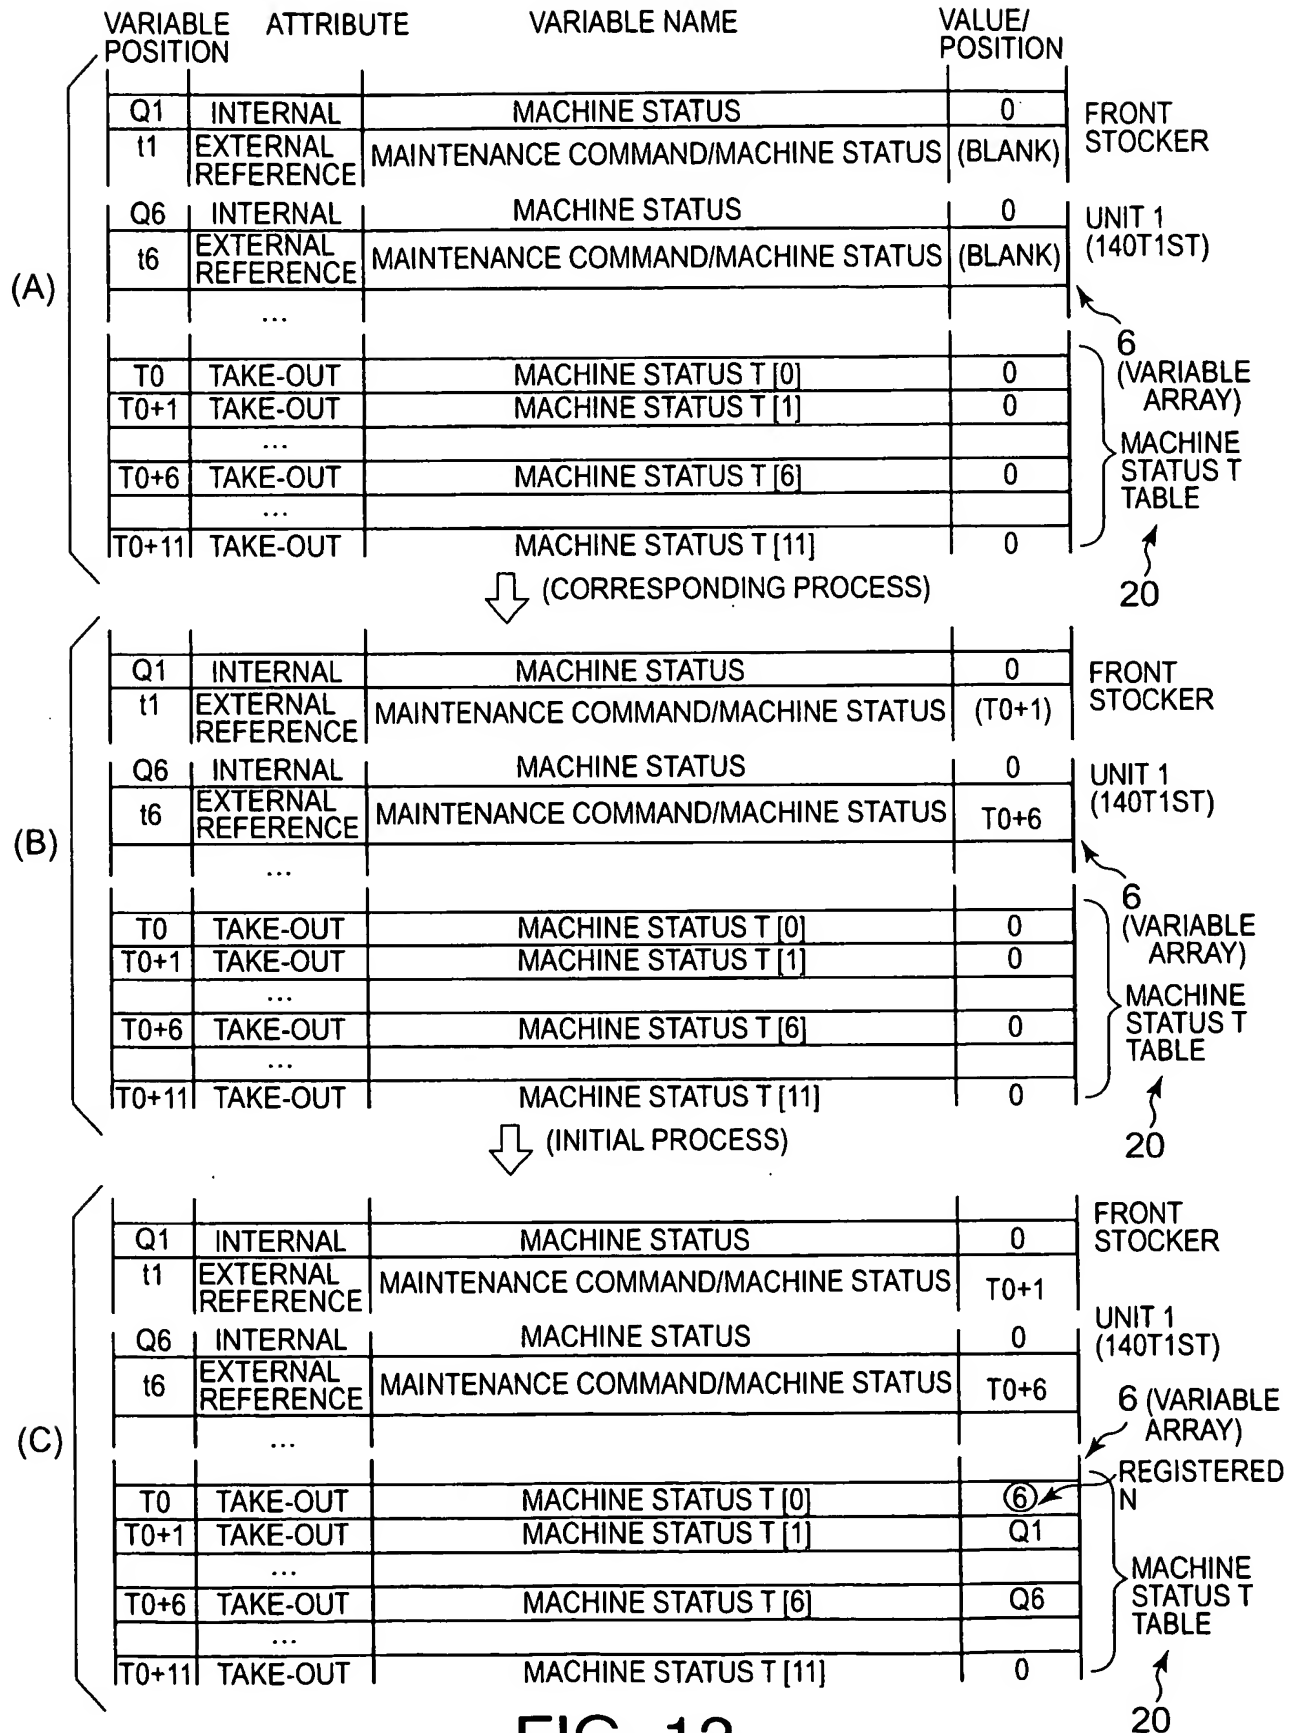 VARIABLE POSITION ATTRIBUTE VARIABLE NAME VALUE/ POSITION
(A)
Q1 INTERNAL MACHINE STATUS 0 FRONT STOCKER
t1 EXTERNAL REFERENCE MAINTENANCE COMMAND/MACHINE STATUS (BLANK)
Q6 INTERNAL MACHINE STATUS 0 UNIT 1 (140T1ST)
t6 EXTERNAL REFERENCE MAINTENANCE COMMAND/MACHINE STATUS (BLANK)
...
6 (VARIABLE ARRAY)
T0 TAKE-OUT MACHINE STATUS T [0] 0
T0+1 TAKE-OUT MACHINE STATUS T [1] 0
...
T0+6 TAKE-OUT MACHINE STATUS T [6] 0
...
T0+11 TAKE-OUT MACHINE STATUS T [11] 0
MACHINE STATUS T TABLE
20
(CORRESPONDING PROCESS)
(B)
Q1 INTERNAL MACHINE STATUS 0 FRONT STOCKER
t1 EXTERNAL REFERENCE MAINTENANCE COMMAND/MACHINE STATUS (T0+1)
Q6 INTERNAL MACHINE STATUS 0 UNIT 1 (140T1ST)
t6 EXTERNAL REFERENCE MAINTENANCE COMMAND/MACHINE STATUS T0+6
...
6 (VARIABLE ARRAY)
T0 TAKE-OUT MACHINE STATUS T [0] 0
T0+1 TAKE-OUT MACHINE STATUS T [1] 0
...
T0+6 TAKE-OUT MACHINE STATUS T [6] 0
...
T0+11 TAKE-OUT MACHINE STATUS T [11] 0
MACHINE STATUS T TABLE
20
(INITIAL PROCESS)
(C)
Q1 INTERNAL MACHINE STATUS 0 FRONT STOCKER
t1 EXTERNAL REFERENCE MAINTENANCE COMMAND/MACHINE STATUS T0+1
Q6 INTERNAL MACHINE STATUS 0 UNIT 1 (140T1ST)
t6 EXTERNAL REFERENCE MAINTENANCE COMMAND/MACHINE STATUS T0+6
...
6 (VARIABLE ARRAY)
T0 TAKE-OUT MACHINE STATUS T [0] 6 REGISTERED N
T0+1 TAKE-OUT MACHINE STATUS T [1] Q1
...
T0+6 TAKE-OUT MACHINE STATUS T [6] Q6
...
T0+11 TAKE-OUT MACHINE STATUS T [11] 0
MACHINE STATUS T TABLE
20